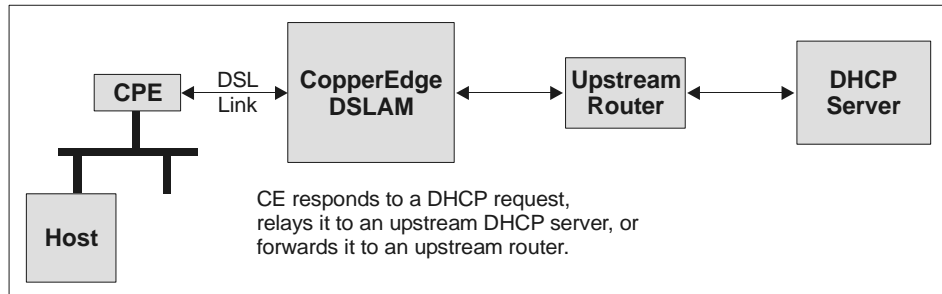 CPE
DSL
Link
CopperEdge
DSLAM
Upstream
Router
DHCP
Server
Host
CE responds to a DHCP request,
relays it to an upstream DHCP server, or
forwards it to an upstream router.